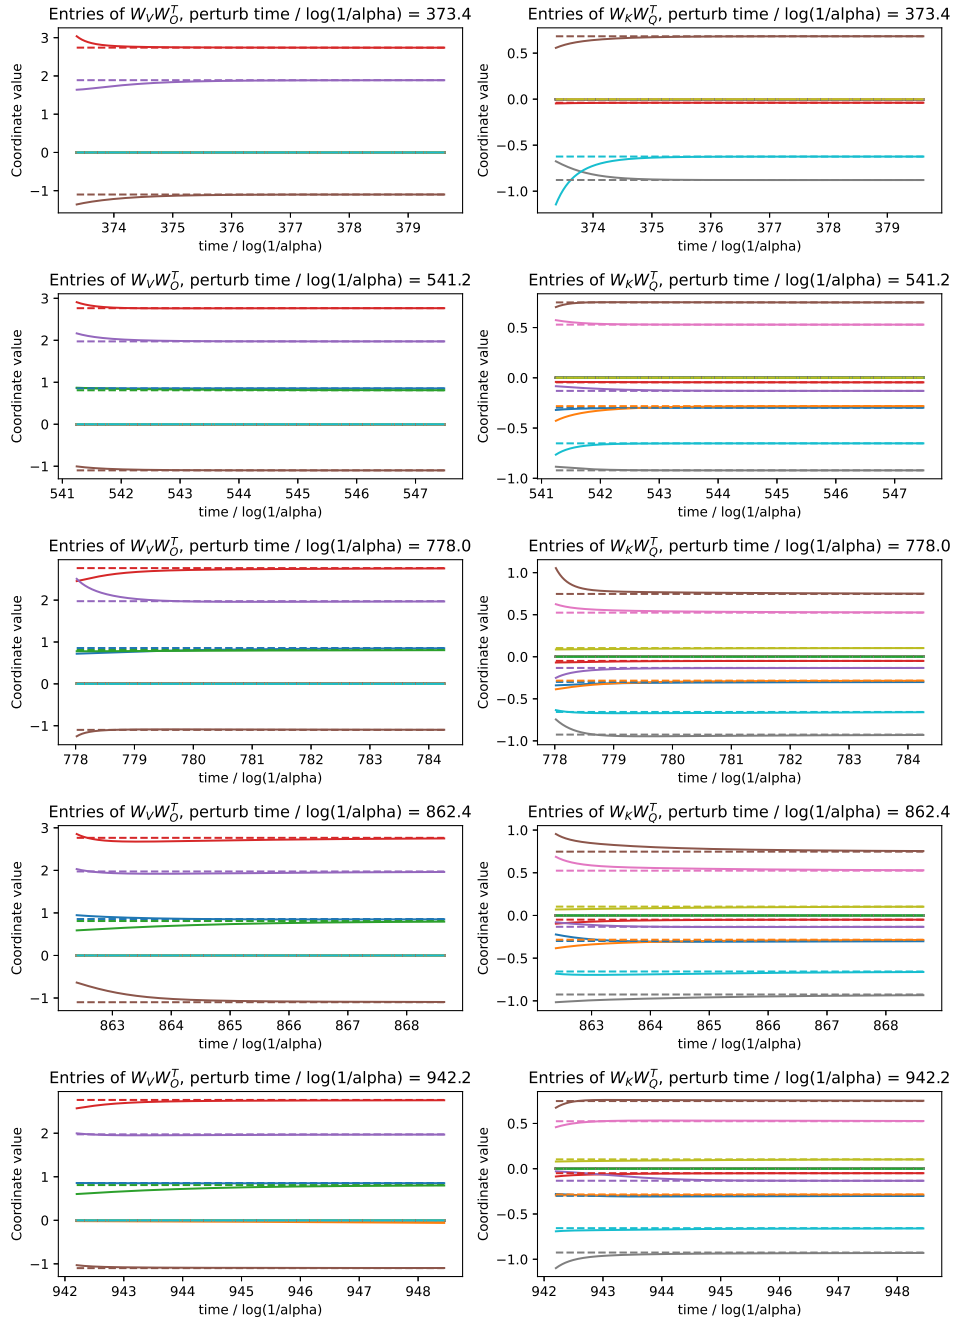 Entries of W_V W_O^T, perturb time / log(1/alpha) = 373.4
Coordinate value
3
2
1
0
−1
374 375 376 377 378 379
time / log(1/alpha)
Entries of W_K W_Q^T, perturb time / log(1/alpha) = 373.4
Coordinate value
0.5
0.0
−0.5
−1.0
374 375 376 377 378 379
time / log(1/alpha)
Entries of W_V W_O^T, perturb time / log(1/alpha) = 541.2
Coordinate value
3
2
1
0
−1
541 542 543 544 545 546 547
time / log(1/alpha)
Entries of W_K W_Q^T, perturb time / log(1/alpha) = 541.2
Coordinate value
0.5
0.0
−0.5
−1.0
541 542 543 544 545 546 547
time / log(1/alpha)
Entries of W_V W_O^T, perturb time / log(1/alpha) = 778.0
Coordinate value
2
1
0
−1
778 779 780 781 782 783 784
time / log(1/alpha)
Entries of W_K W_Q^T, perturb time / log(1/alpha) = 778.0
Coordinate value
1.0
0.5
0.0
−0.5
−1.0
778 779 780 781 782 783 784
time / log(1/alpha)
Entries of W_V W_O^T, perturb time / log(1/alpha) = 862.4
Coordinate value
3
2
1
0
−1
863 864 865 866 867 868
time / log(1/alpha)
Entries of W_K W_Q^T, perturb time / log(1/alpha) = 862.4
Coordinate value
1.0
0.5
0.0
−0.5
−1.0
863 864 865 866 867 868
time / log(1/alpha)
Entries of W_V W_O^T, perturb time / log(1/alpha) = 942.2
Coordinate value
2
1
0
−1
942 943 944 945 946 947 948
time / log(1/alpha)
Entries of W_K W_Q^T, perturb time / log(1/alpha) = 942.2
Coordinate value
0.5
0.0
−0.5
−1.0
942 943 944 945 946 947 948
time / log(1/alpha)